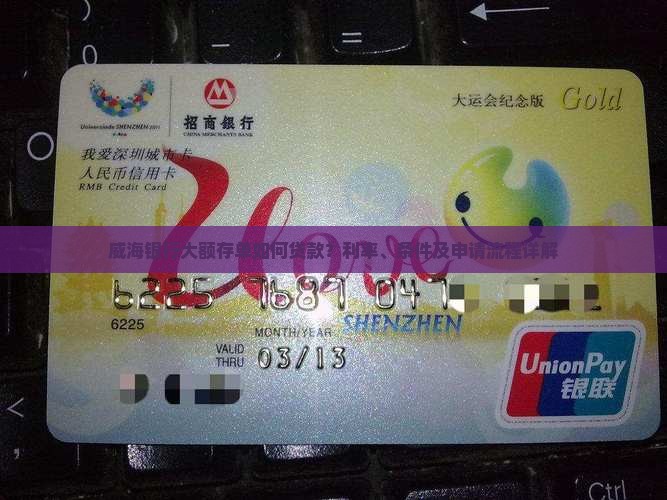 Universiade SHENZHEN 2011
招商银行
CHINA MERCHANTS BANK
大运会纪念版 Gold
我爱深圳城市卡
人民币信用卡
RMB Credit Card
U Love
威海银行大额存单如何贷款？利率、条件及申请流程详解
6225 7687 047
6225
SHENZHEN
MONTH/YEAR
VALID THRU 03/13
UnionPay
银联
Ctrl